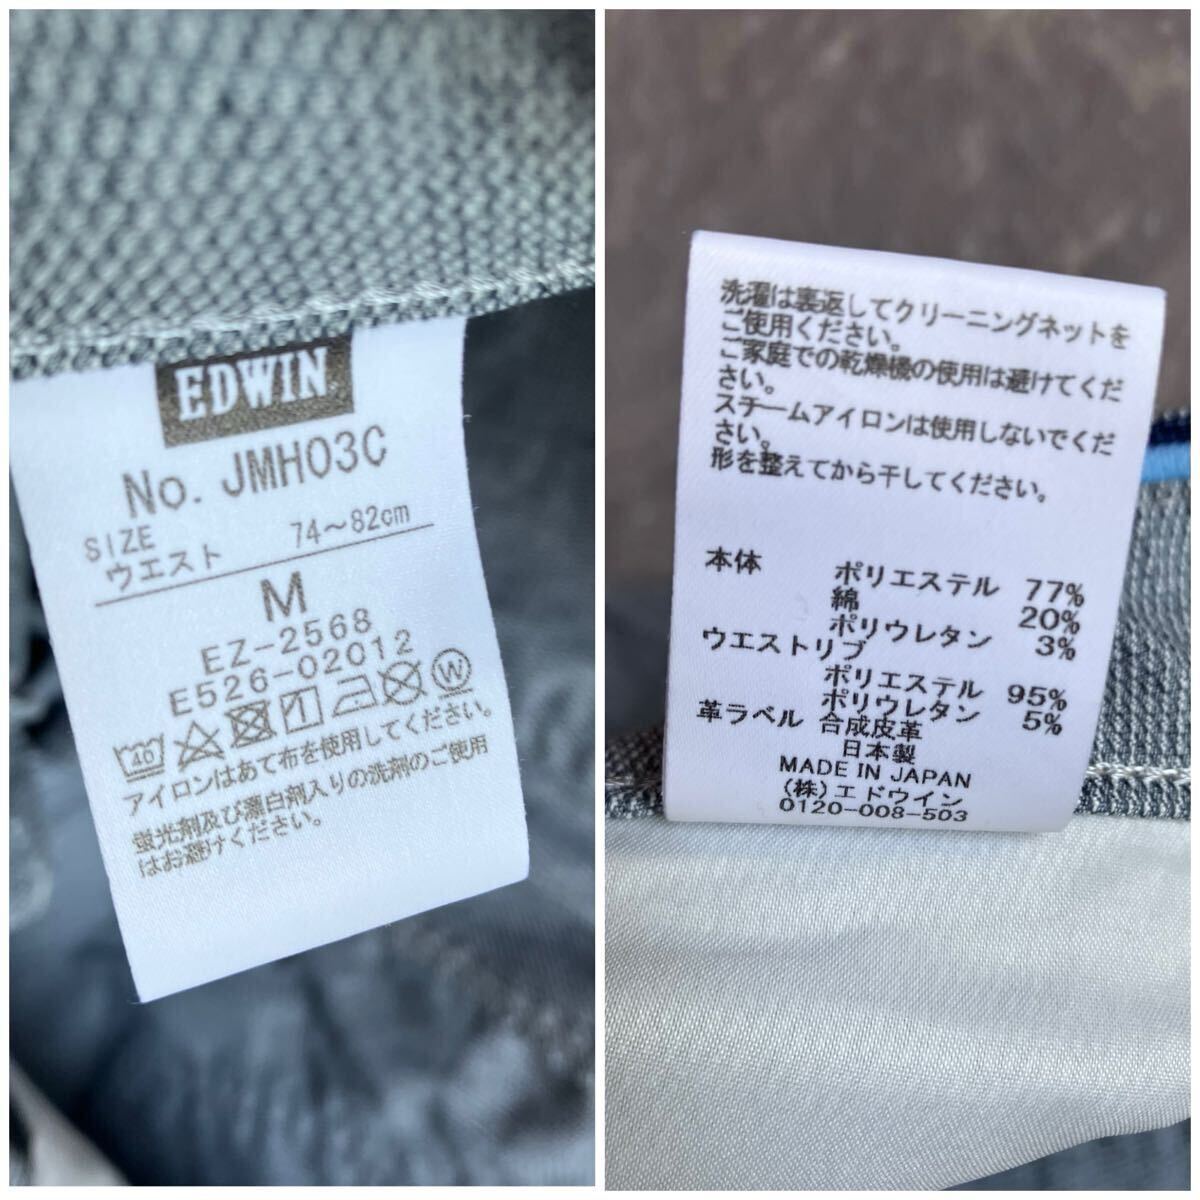 EDWIN
No. JMH03C
SIZE
ウエスト 74～82cm
M
EZ-2568
E526-02012
40 W
アイロンはあて布を使用してください。
蛍光剤及び漂白剤入りの洗剤のご使用
はお避けください。
洗濯は裏返してクリーニングネットを
ご使用ください。
ご家庭での乾燥機の使用は避けてくだ
さい。
スチームアイロンは使用しないでくだ
さい。
形を整えてから干してください。
本体 ポリエステル 77%
綿 20%
ポリウレタン 3%
ウエストリブ
ポリエステル 95%
ポリウレタン 5%
革ラベル 合成皮革
日本製
MADE IN JAPAN
(株)エドウイン
0120-008-503